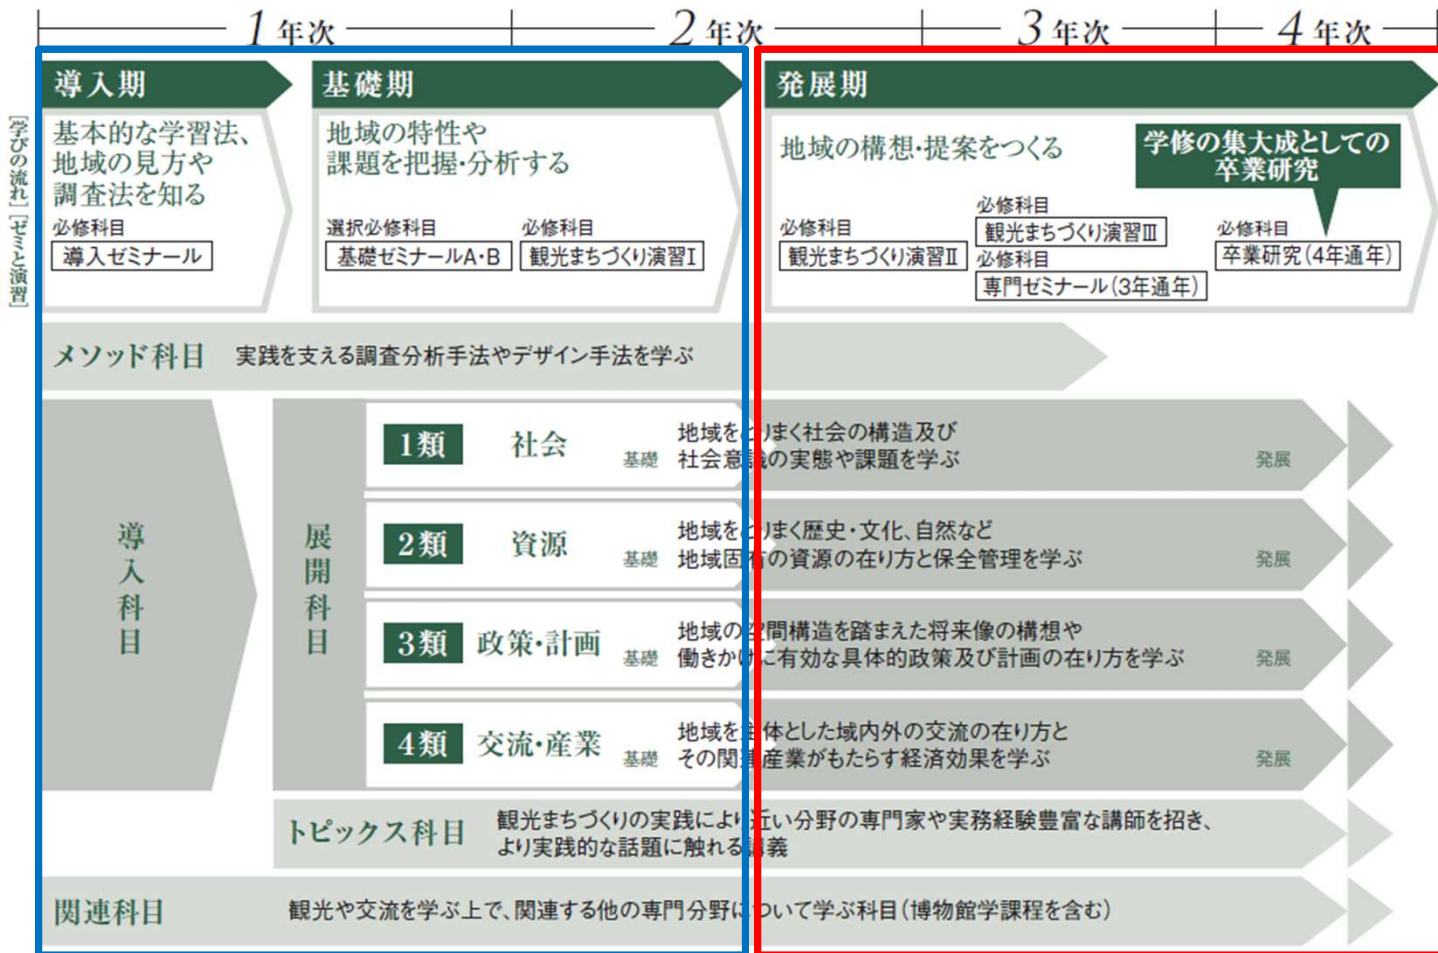 1年次 2年次 3年次 4年次
[学びの流れ][ゼミと演習]
導入期
基本的な学習法、
地域の見方や
調査法を知る
必修科目
導入ゼミナール
基礎期
地域の特性や
課題を把握・分析する
選択必修科目
基礎ゼミナールA・B
必修科目
観光まちづくり演習I
発展期
地域の構想・提案をつくる
必修科目
観光まちづくり演習II
必修科目
観光まちづくり演習III
必修科目
専門ゼミナール(3年通年)
学修の集大成としての
卒業研究
必修科目
卒業研究(4年通年)
メソッド科目 実践を支える調査分析手法やデザイン手法を学ぶ
導入科目
展開科目
1類 社会 基礎
地域をとりまく社会の構造及び
社会意識の実態や課題を学ぶ
発展
2類 資源 基礎
地域をとりまく歴史・文化、自然など
地域固有の資源の在り方と保全管理を学ぶ
発展
3類 政策・計画 基礎
地域の空間構造を踏まえた将来像の構想や
働きかけに有効な具体的政策及び計画の在り方を学ぶ
発展
4類 交流・産業 基礎
地域を主体とした域内外の交流の在り方と
その関連産業がもたらす経済効果を学ぶ
発展
トピックス科目
観光まちづくりの実践により近い分野の専門家や実務経験豊富な講師を招き、
より実践的な話題に触れる講義
関連科目 観光や交流を学ぶ上で、関連する他の専門分野について学ぶ科目(博物館学課程を含む)